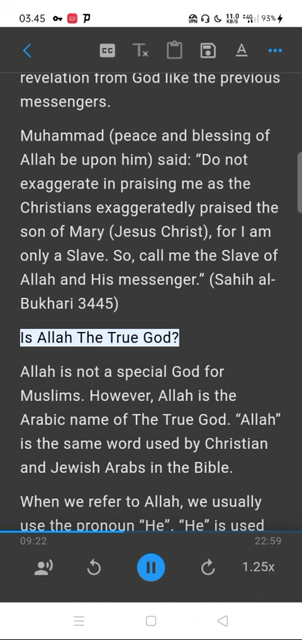 03.45
11.0
KB/S
93%
CC
revelation from God like the previous
messengers.
Muhammad (peace and blessing of
Allah be upon him) said: “Do not
exaggerate in praising me as the
Christians exaggeratedly praised the
son of Mary (Jesus Christ), for I am
only a Slave. So, call me the Slave of
Allah and His messenger.” (Sahih al-
Bukhari 3445)
Is Allah The True God?
Allah is not a special God for
Muslims. However, Allah is the
Arabic name of The True God. “Allah”
is the same word used by Christian
and Jewish Arabs in the Bible.
When we refer to Allah, we usually
use the pronoun “He”. “He” is used
09:22
22:59
1.25x